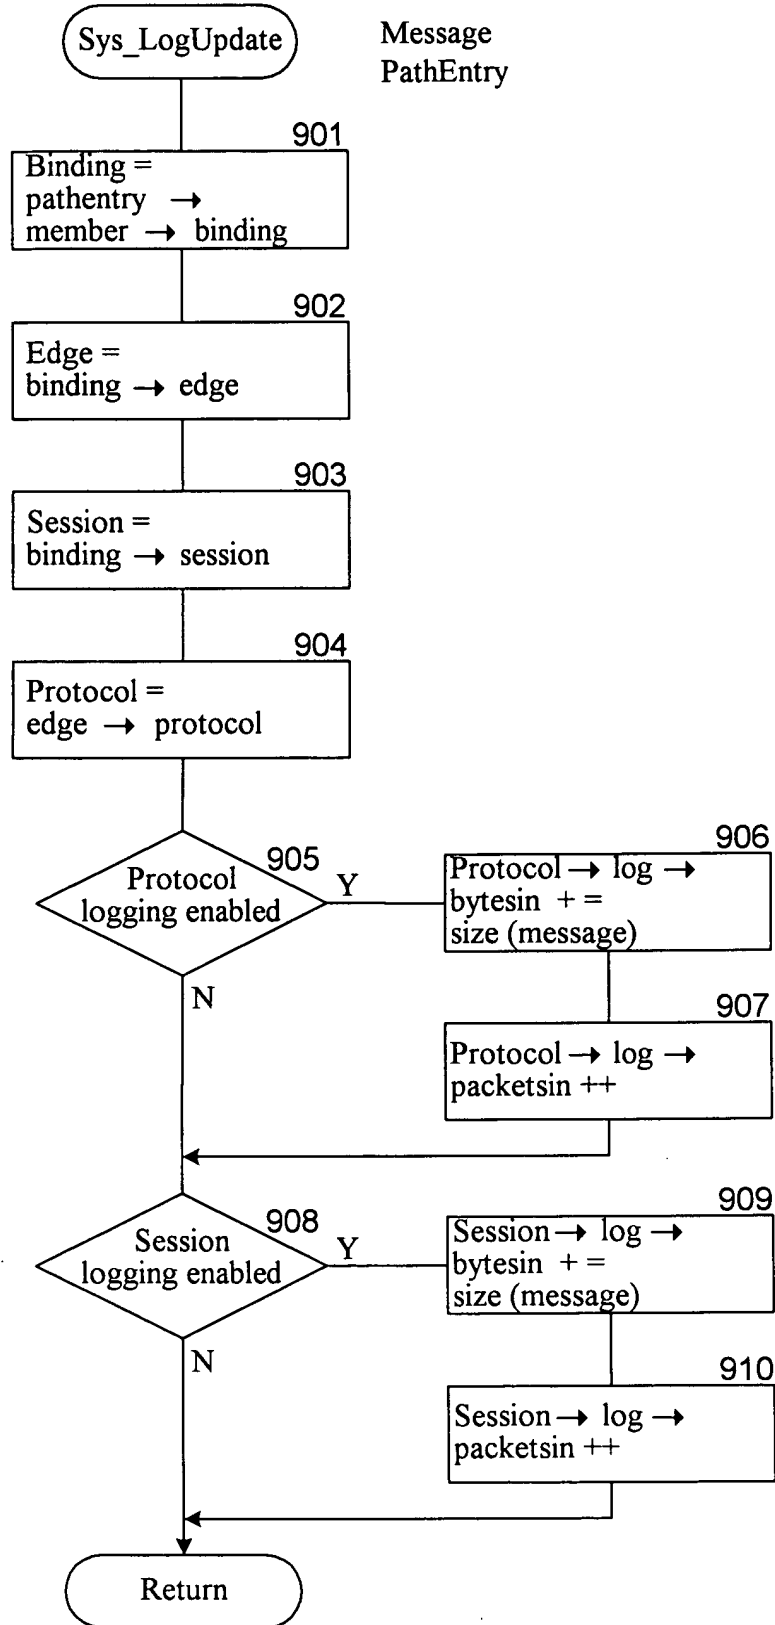 Sys_LogUpdate
Message
PathEntry
901
Binding =
pathentry →
member → binding
902
Edge =
binding → edge
903
Session =
binding → session
904
Protocol =
edge → protocol
905
Protocol
logging enabled
Y
N
906
Protocol → log →
bytesin + =
size (message)
907
Protocol → log →
packetsin ++
908
Session
logging enabled
Y
N
909
Session → log →
bytesin + =
size (message)
910
Session → log →
packetsin ++
Return